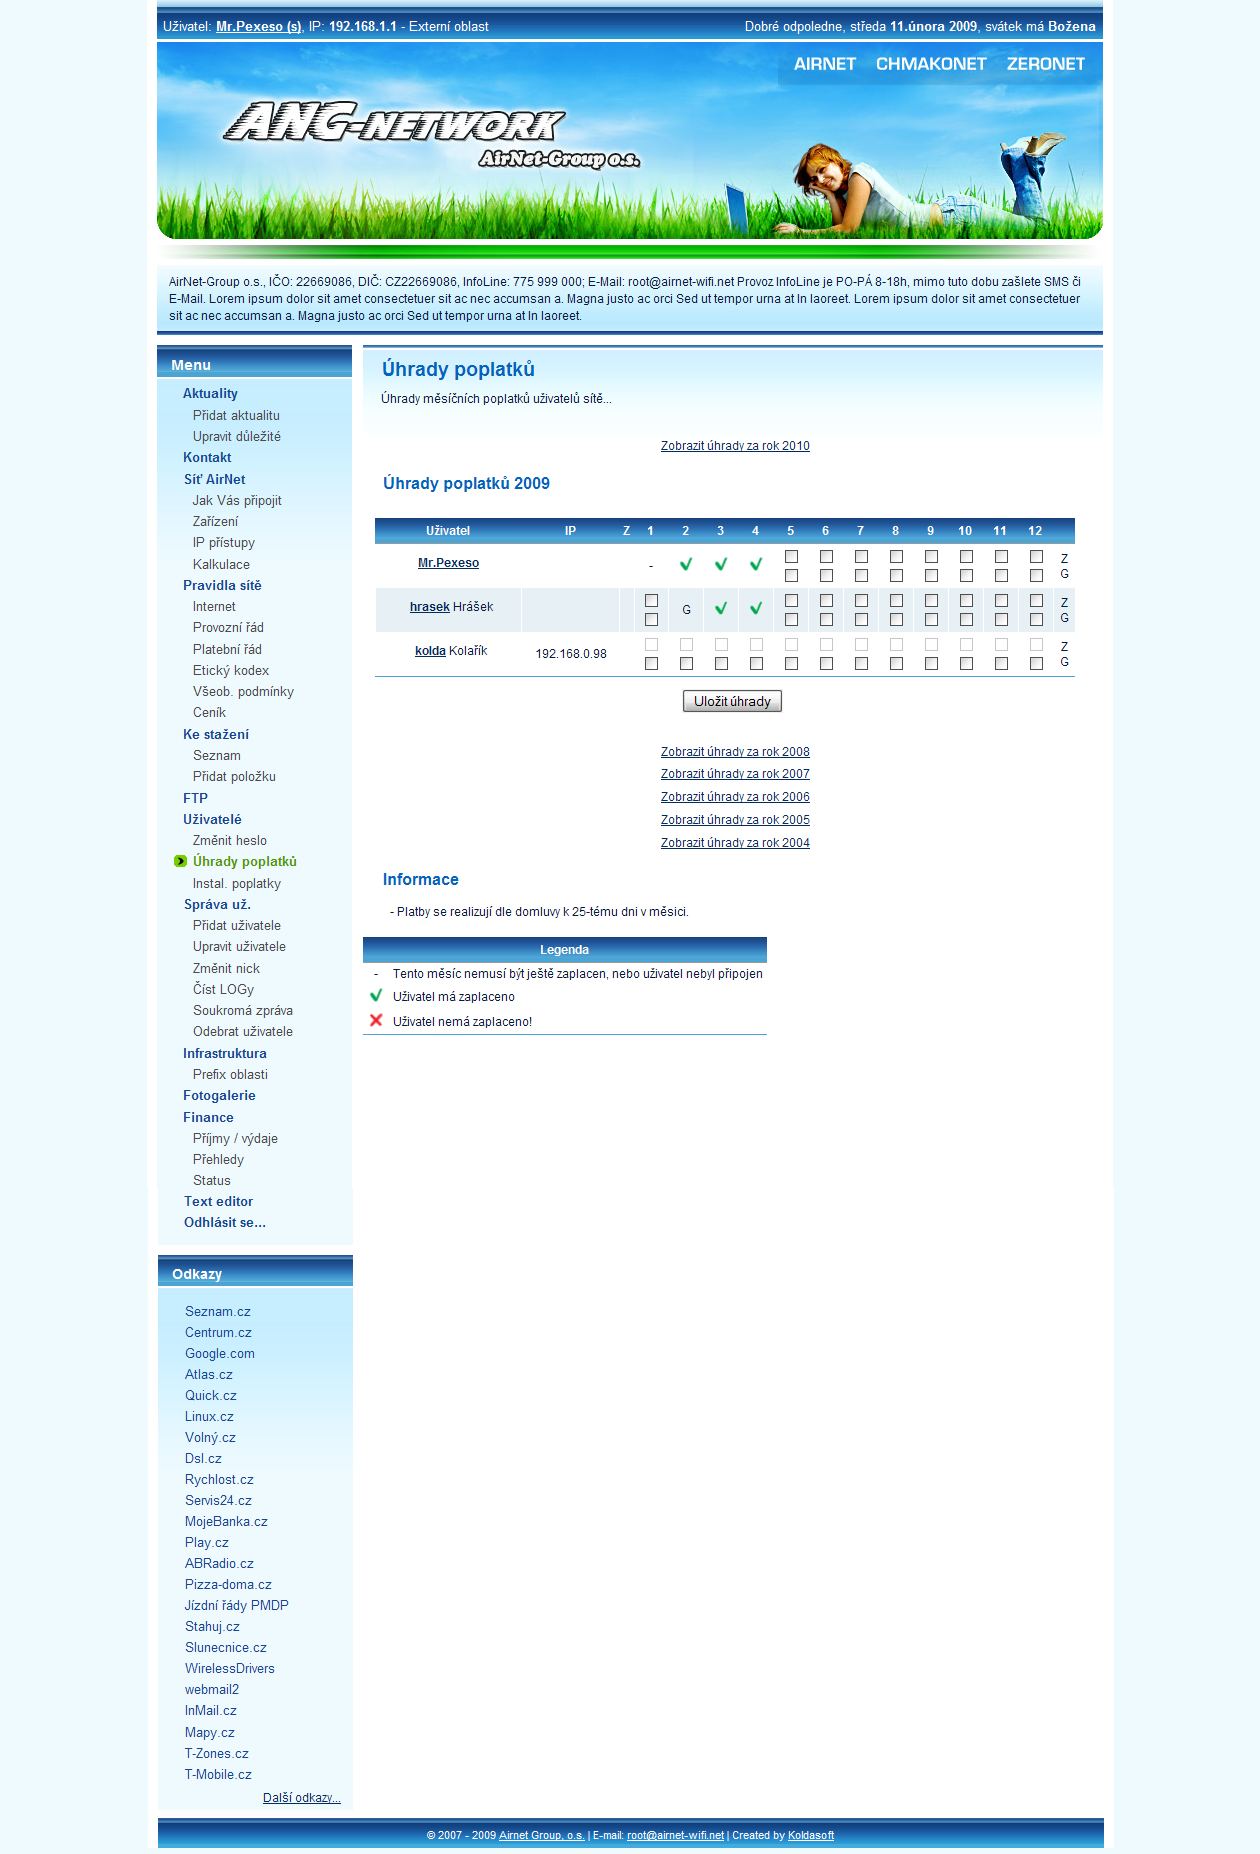 Uživatel: Mr.Pexeso (s), IP: 192.168.1.1 - Externí oblast
Dobré odpoledne, středa 11.února 2009, svátek má Božena
AIRNET CHMAKONET ZERONET
ANG-NETWORK
AirNet-Group o.s.
AirNet-Group o.s., IČO: 22669086, DIČ: CZ22669086, InfoLine: 775 999 000; E-Mail: root@airnet-wifi.net Provoz InfoLine je PO-PÁ 8-18h, mimo tuto dobu zašlete SMS či
E-Mail. Lorem ipsum dolor sit amet consectetuer sit ac nec accumsan a. Magna justo ac orci Sed ut tempor urna at In laoreet. Lorem ipsum dolor sit amet consectetuer
sit ac nec accumsan a. Magna justo ac orci Sed ut tempor urna at In laoreet.
Menu
Aktuality
Přidat aktualitu
Upravit důležité
Kontakt
Síť AirNet
Jak Vás připojit
Zařízení
IP přístupy
Kalkulace
Pravidla sítě
Internet
Provozní řád
Platební řád
Etický kodex
Všeob. podmínky
Ceník
Ke stažení
Seznam
Přidat položku
FTP
Uživatelé
Změnit heslo
Úhrady poplatků
Instal. poplatky
Správa už.
Přidat uživatele
Upravit uživatele
Změnit nick
Číst LOGy
Soukromá zpráva
Odebrat uživatele
Infrastruktura
Prefix oblasti
Fotogalerie
Finance
Příjmy / výdaje
Přehledy
Status
Text editor
Odhlásit se...
Odkazy
Seznam.cz
Centrum.cz
Google.com
Atlas.cz
Quick.cz
Linux.cz
Volný.cz
Dsl.cz
Rychlost.cz
Servis24.cz
MojeBanka.cz
Play.cz
ABRadio.cz
Pizza-doma.cz
Jízdní řády PMDP
Stahuj.cz
Slunecnice.cz
WirelessDrivers
webmail2
InMail.cz
Mapy.cz
T-Zones.cz
T-Mobile.cz
Další odkazy...
Úhrady poplatků
Úhrady měsíčních poplatků uživatelů sítě...
Zobrazit úhrady za rok 2010
Úhrady poplatků 2009
Uživatel IP Z 1 2 3 4 5 6 7 8 9 10 11 12
Mr.Pexeso - Z
G
hrasek Hrášek G Z
G
kolda Kolařík 192.168.0.98 Z
G
Uložit úhrady
Zobrazit úhrady za rok 2008
Zobrazit úhrady za rok 2007
Zobrazit úhrady za rok 2006
Zobrazit úhrady za rok 2005
Zobrazit úhrady za rok 2004
Informace
- Platby se realizují dle domluvy k 25-tému dni v měsici.
Legenda
- Tento měsíc nemusí být ještě zaplacen, nebo uživatel nebyl připojen
Uživatel má zaplaceno
Uživatel nemá zaplaceno!
© 2007 - 2009 Airnet Group, o.s. | E-mail: root@airnet-wifi.net | Created by Koldasoft